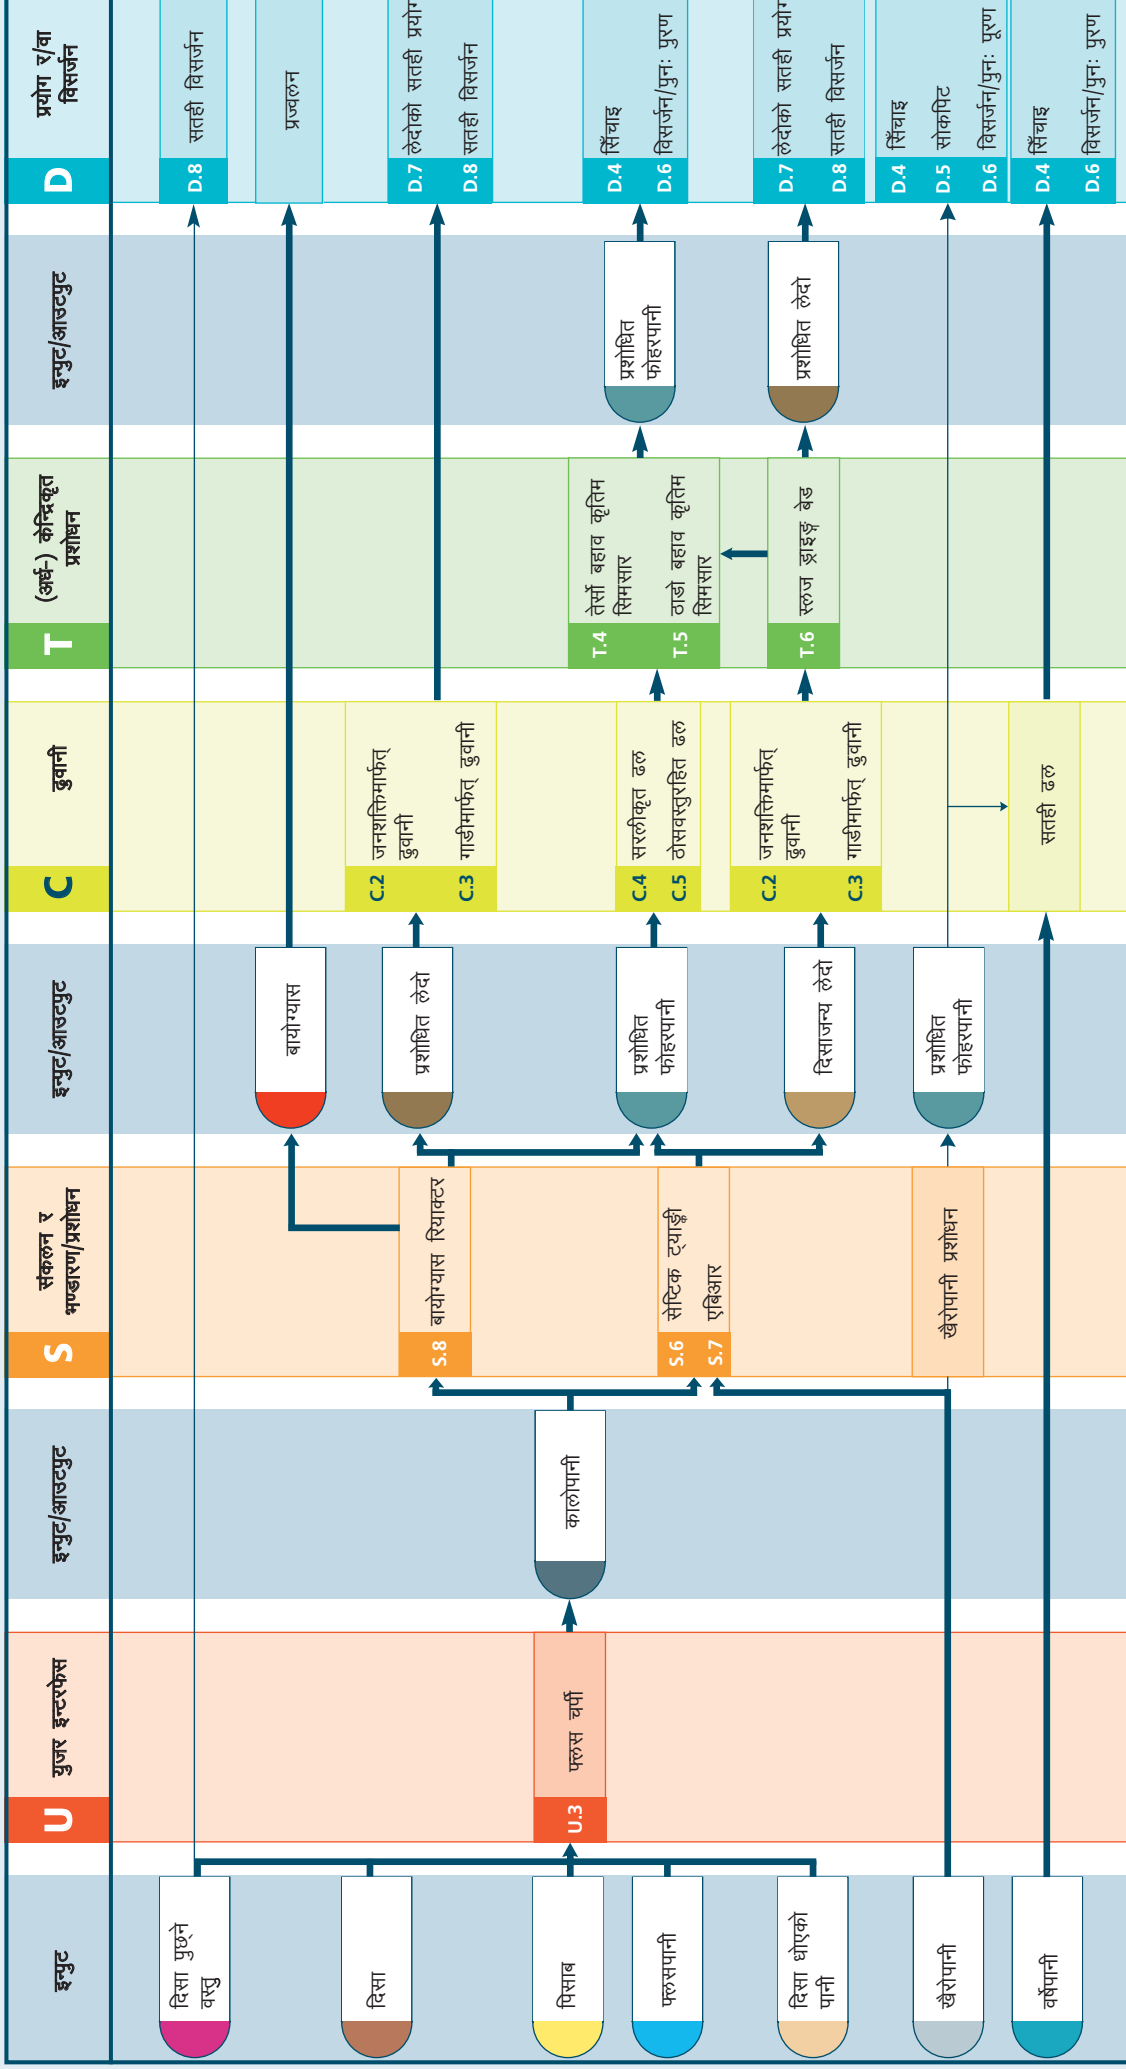 इन्पुट
U युजर इन्टरफेस
इन्पुट/आउटपुट
S संकलन र
भण्डारण/प्रशोधन
इन्पुट/आउटपुट
C ढुवानी
T (अर्ध-) केन्द्रिकृत
प्रशोधन
इन्पुट/आउटपुट
D प्रयोग र/वा
विसर्जन
दिसा पुछ्ने
वस्तु
D.8 सतही विसर्जन
बायोग्यास
प्रज्वलन
दिसा
S.8 बायोग्यास रियाक्टर
प्रशोधित लेदो
C.2 जनशक्तिमार्फत्
ढुवानी
C.3 गाडीमार्फत् ढुवानी
D.7 लेदोको सतही प्रयोग
D.8 सतही विसर्जन
पिसाब
U.3 फ्लस चर्पी
कालोपानी
फ्लसपानी
S.6 सेप्टिक ट्याङ्की
S.7 एबिआर
प्रशोधित
फोहरपानी
C.4 सरलीकृत ढल
C.5 ठोसवस्तुरहित ढल
T.4 तेर्सो बहाव कृतिम
सिमसार
T.5 ठाडो बहाव कृतिम
सिमसार
प्रशोधित
फोहरपानी
D.4 सिँचाइ
D.6 विसर्जन/पुनः पुरण
दिसा धोएको
पानी
दिसाजन्य लेदो
C.2 जनशक्तिमार्फत्
ढुवानी
C.3 गाडीमार्फत् ढुवानी
T.6 स्लज ड्राइङ्ग बेड
प्रशोधित लेदो
D.7 लेदोको सतही प्रयोग
D.8 सतही विसर्जन
खैरोपानी
खैरोपानी प्रशोधन
प्रशोधित
फोहरपानी
D.4 सिँचाइ
D.5 सोकपिट
D.6 विसर्जन/पुनः पूरण
वर्षेपानी
सतही ढल
D.4 सिँचाइ
D.6 विसर्जन/पुनः पुरण